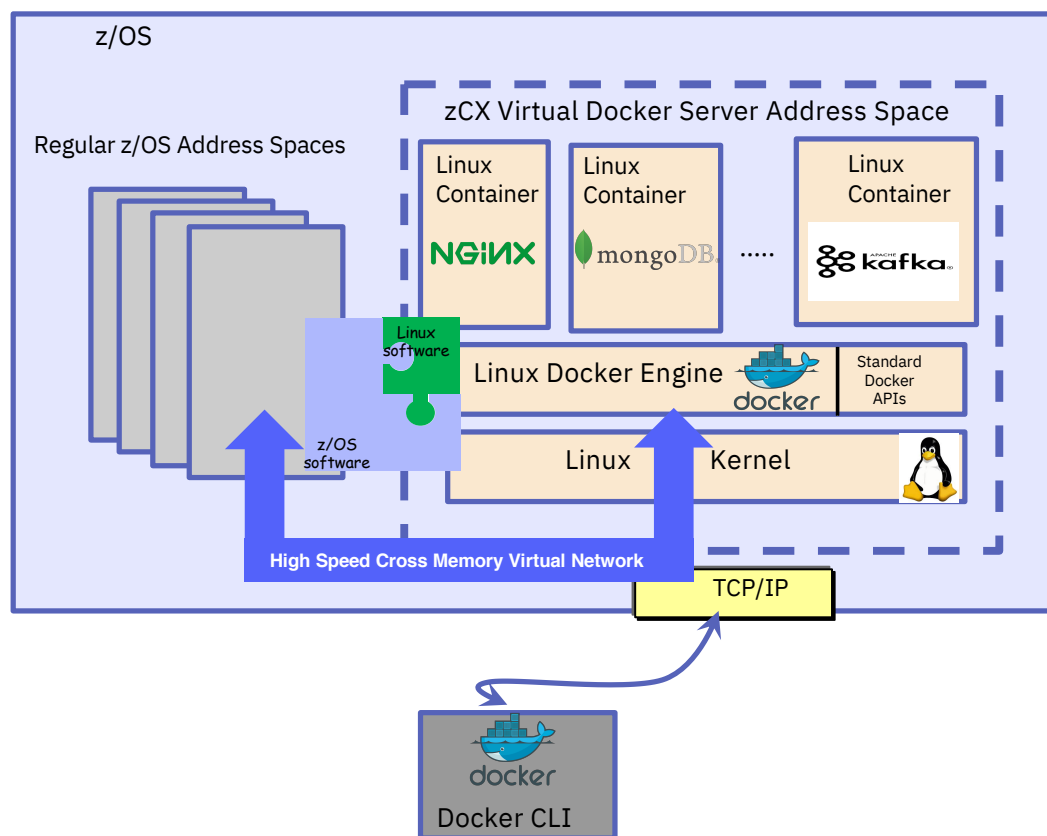 z/OS
zCX Virtual Docker Server Address Space
Regular z/OS Address Spaces
Linux
Container
NGiNX
Linux
Container
mongoDB®
.....
Linux
Container
APACHE
kafka®
Linux
software
z/OS
software
Linux Docker Engine
docker
Standard
Docker
APIs
Linux Kernel
High Speed Cross Memory Virtual Network
TCP/IP
docker
Docker CLI